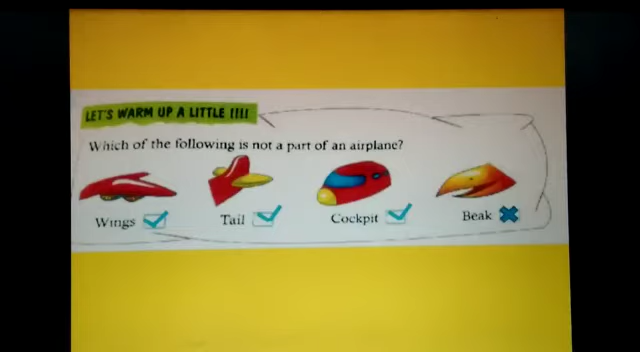 LET'S WARM UP A LITTLE !!!!
Which of the following is not a part of an airplane?
Wings Tail Cockpit Beak